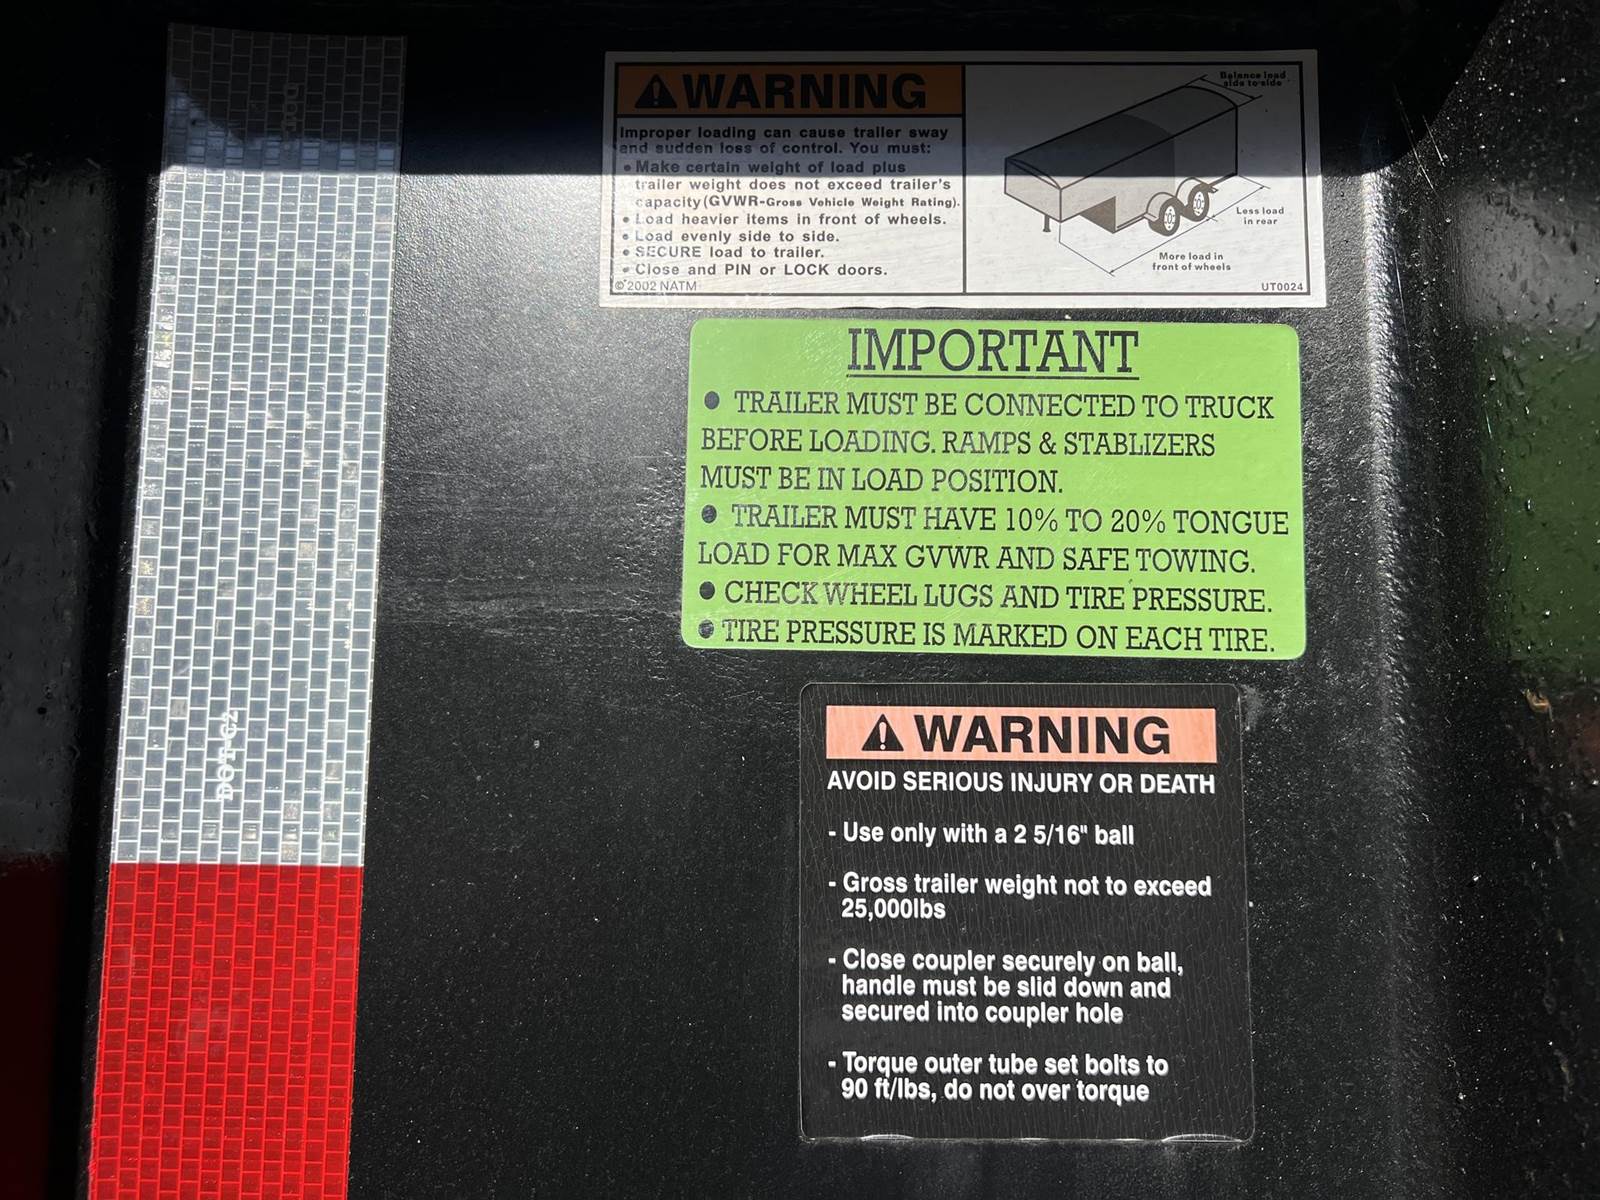 WARNING
Improper loading can cause trailer sway
and sudden loss of control. You must:
• Make certain weight of load plus
trailer weight does not exceed trailer's
capacity (GVWR-Gross Vehicle Weight Rating).
• Load heavier items in front of wheels.
• Load evenly side to side.
• SECURE load to trailer.
• Close and PIN or LOCK doors.
© 2002 NATM
Balance load
side to side
Less load
in rear
More load in
front of wheels
UT0024
IMPORTANT
• TRAILER MUST BE CONNECTED TO TRUCK
BEFORE LOADING. RAMPS & STABLIZERS
MUST BE IN LOAD POSITION.
• TRAILER MUST HAVE 10% TO 20% TONGUE
LOAD FOR MAX GVWR AND SAFE TOWING.
• CHECK WHEEL LUGS AND TIRE PRESSURE.
• TIRE PRESSURE IS MARKED ON EACH TIRE.
WARNING
AVOID SERIOUS INJURY OR DEATH
- Use only with a 2 5/16" ball
- Gross trailer weight not to exceed
25,000lbs
- Close coupler securely on ball,
handle must be slid down and
secured into coupler hole
- Torque outer tube set bolts to
90 ft/lbs, do not over torque
DOT-C2